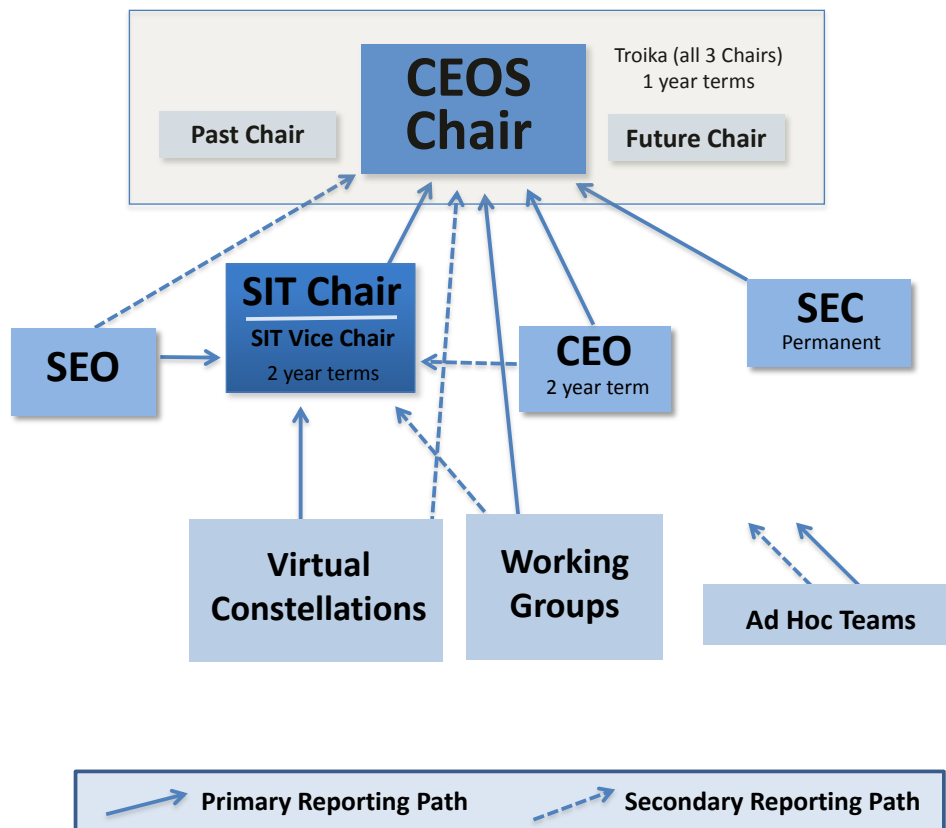 CEOS
Chair
Troika (all 3 Chairs)
1 year terms
Past Chair
Future Chair
SIT Chair
SIT Vice Chair
2 year terms
SEO
CEO
2 year term
SEC
Permanent
Virtual
Constellations
Working
Groups
Ad Hoc Teams
Primary Reporting Path
Secondary Reporting Path